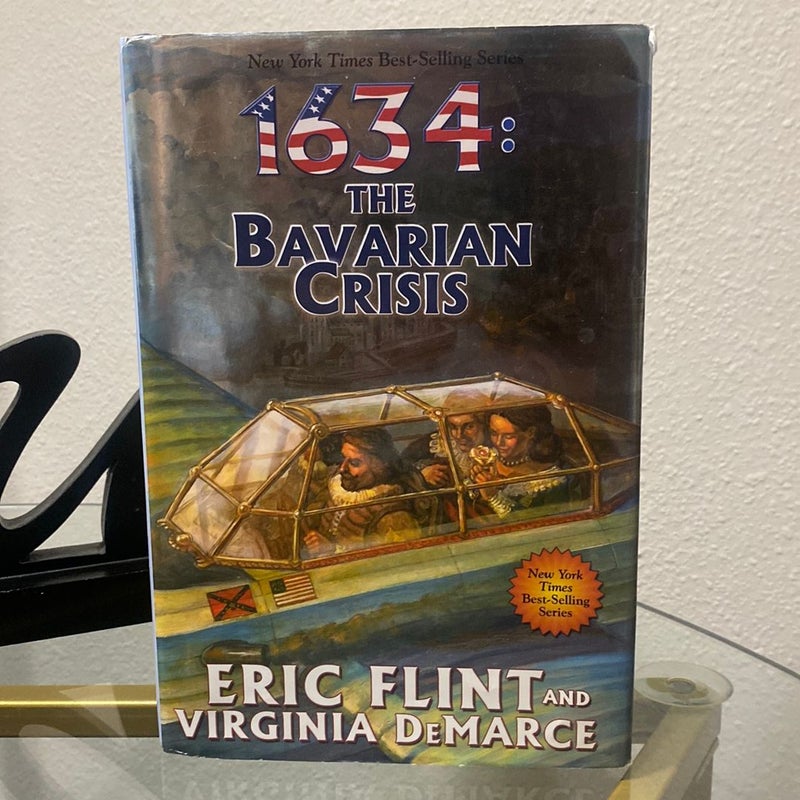 New York Times Best-Selling Series
1634:
THE
BAVARIAN
CRISIS
New York
Times
Best-Selling
Series
ERIC FLINT AND
VIRGINIA DEMARCE